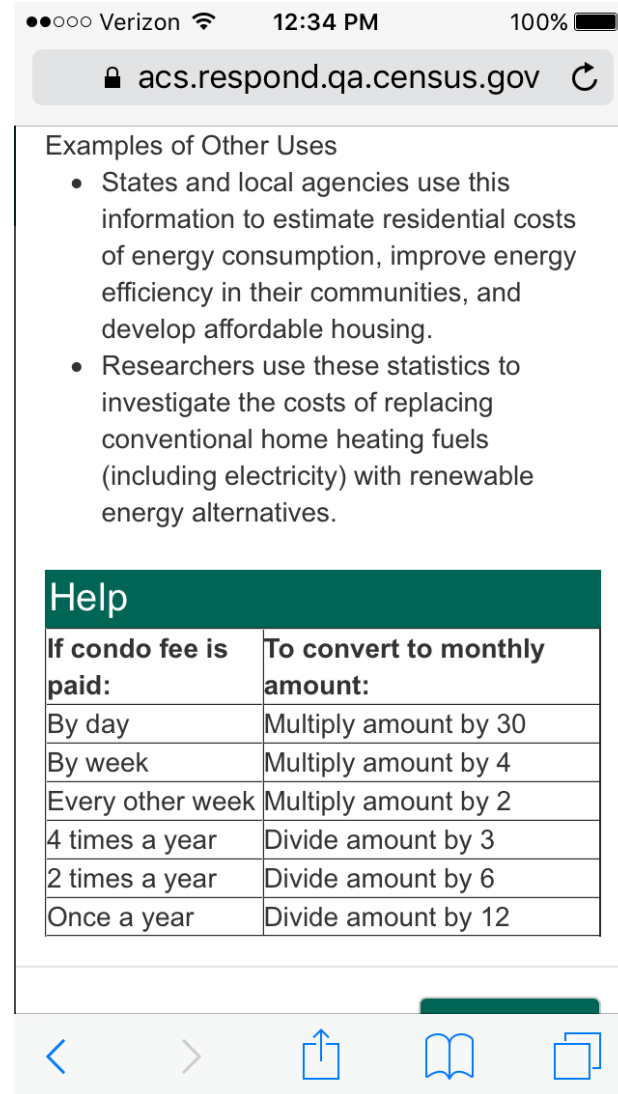 Verizon 12:34 PM 100%
acs.respond.qa.census.gov
Examples of Other Uses
• States and local agencies use this
information to estimate residential costs
of energy consumption, improve energy
efficiency in their communities, and
develop affordable housing.
• Researchers use these statistics to
investigate the costs of replacing
conventional home heating fuels
(including electricity) with renewable
energy alternatives.
Help
If condo fee is paid: To convert to monthly amount:
By day Multiply amount by 30
By week Multiply amount by 4
Every other week Multiply amount by 2
4 times a year Divide amount by 3
2 times a year Divide amount by 6
Once a year Divide amount by 12